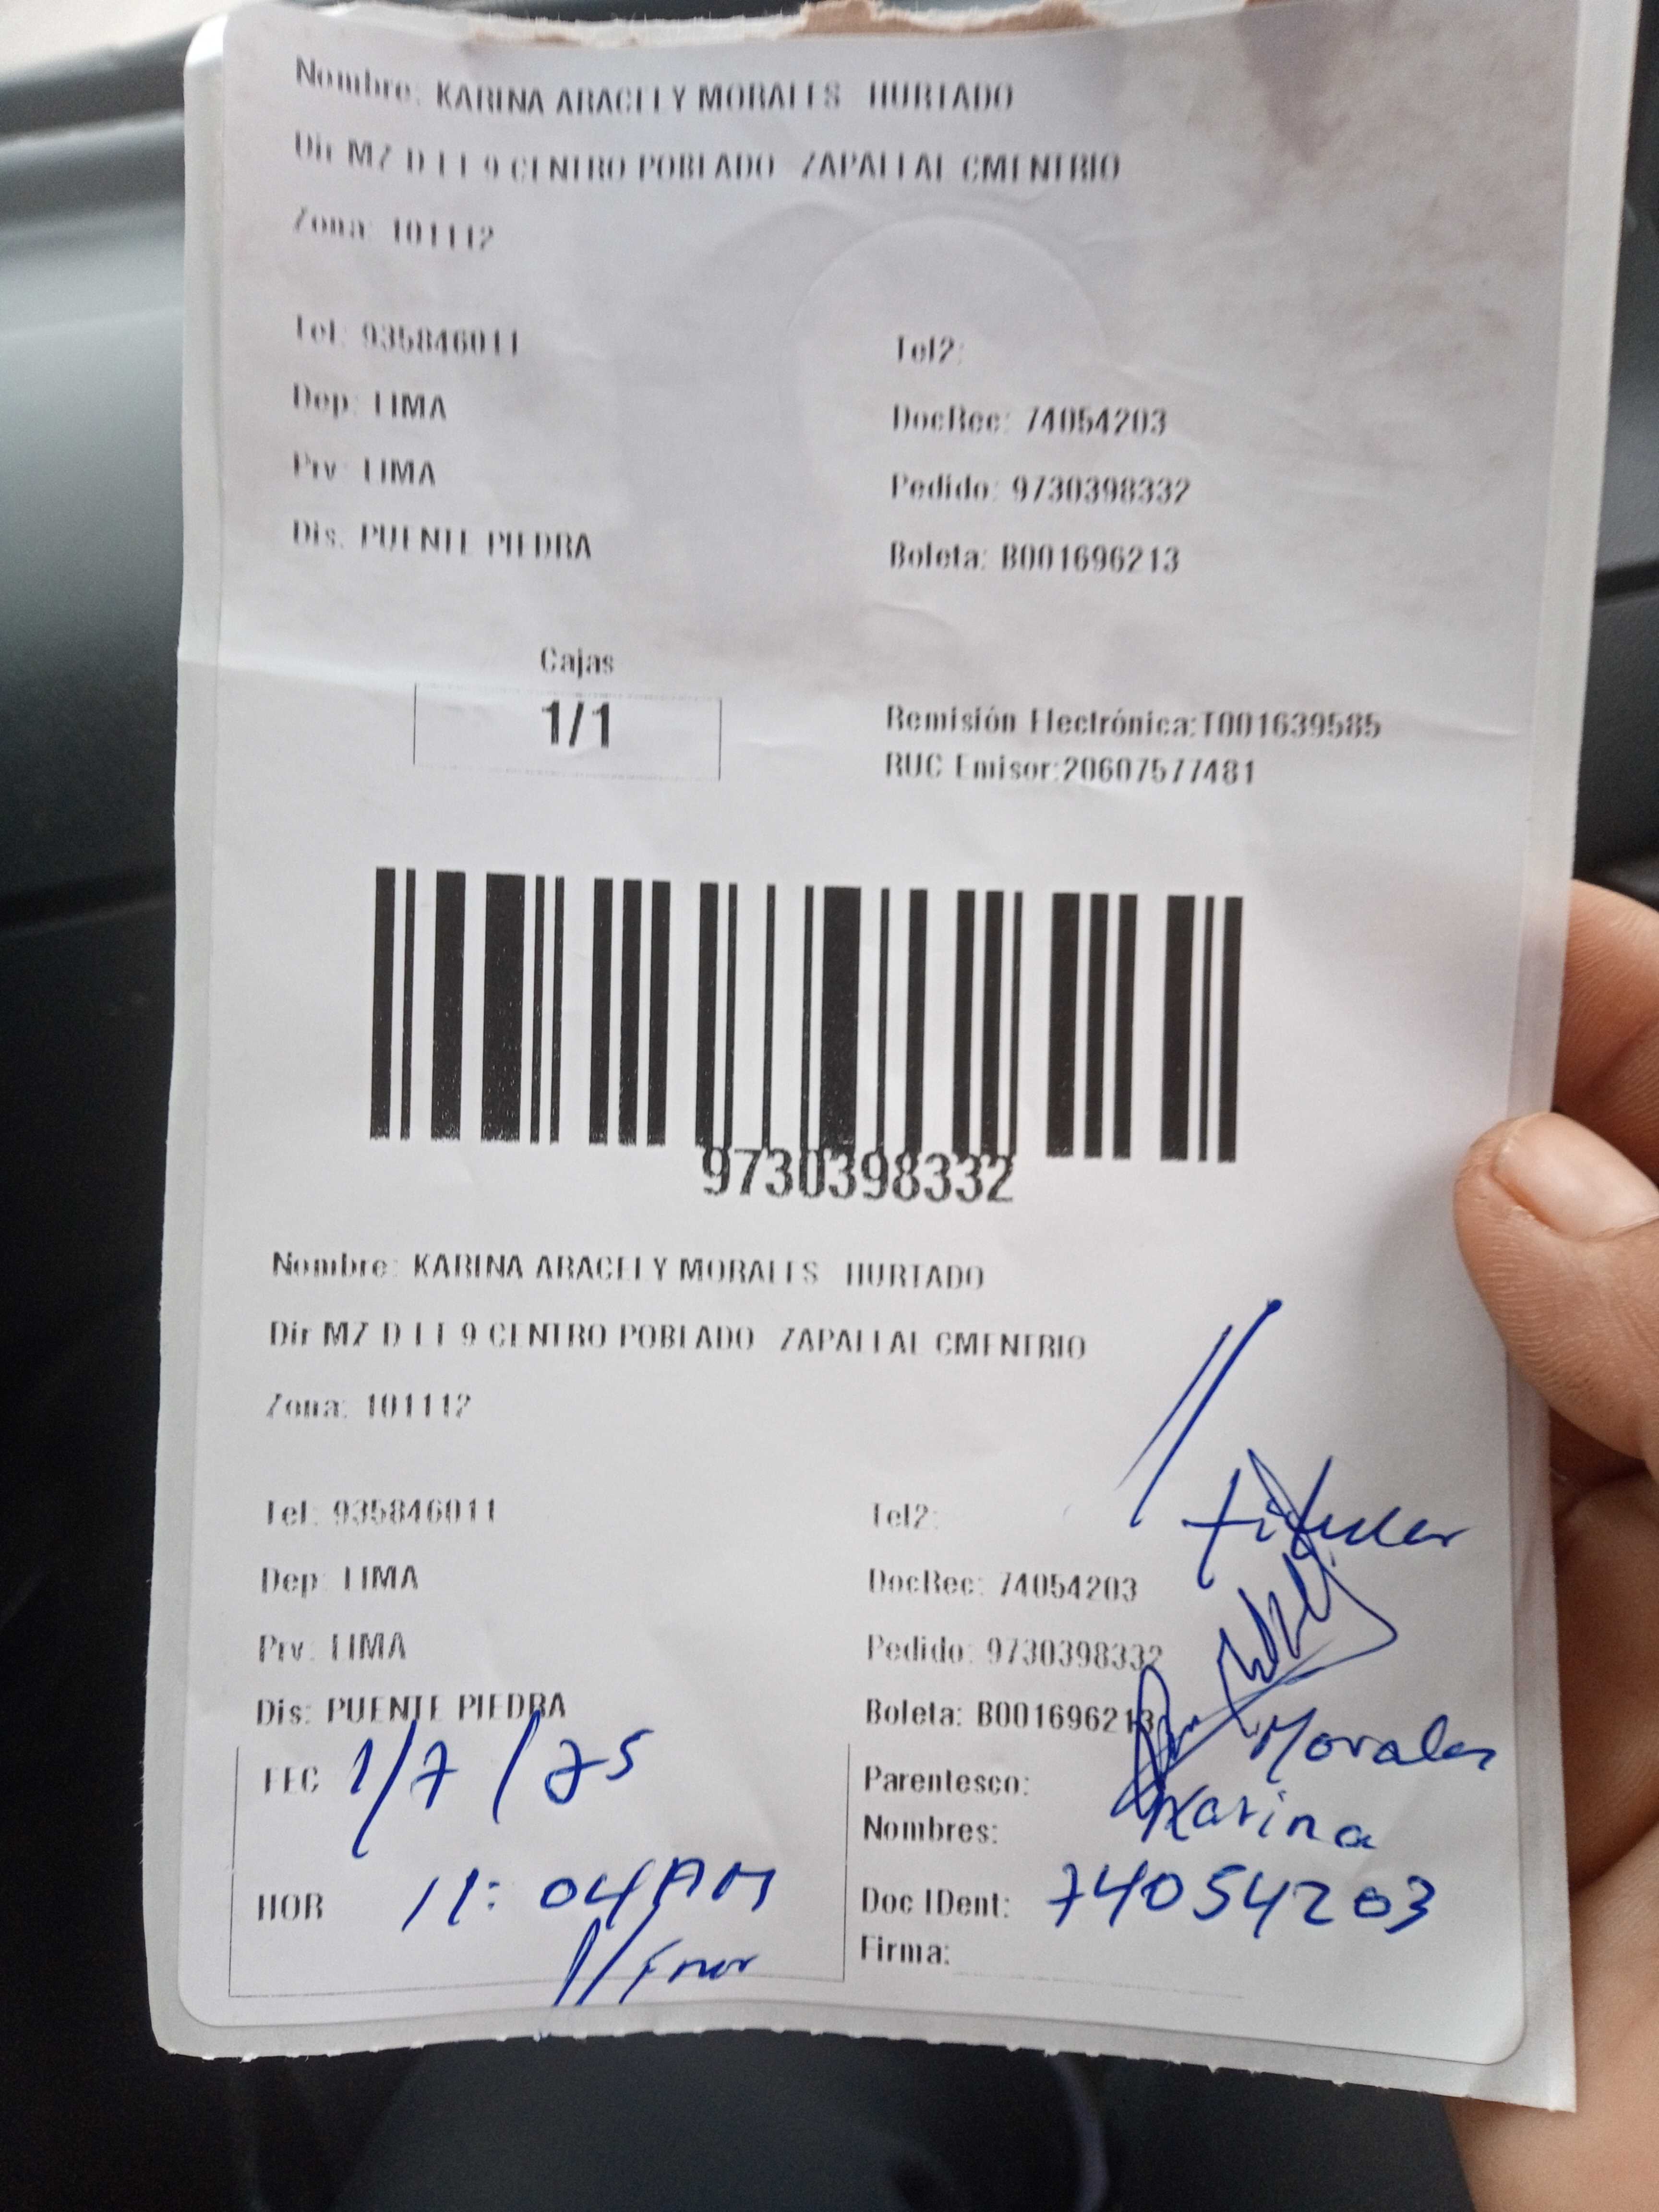 Nombre: KARINA ARACELY MORALES HURTADO
Dir MZ D LT 9 CENTRO POBLADO ZAPALLAL CMENTRIO
Zona: 101112
Tel: 935846011 Tel2:
Dep: LIMA DocRec: 74054203
Prv: LIMA Pedido: 9730398332
Dis: PUENTE PIEDRA Boleta: B001696213
Cajas
1/1
Remisión Electrónica:T001639585
RUC Emisor:20607577481
9730398332
Nombre: KARINA ARACELY MORALES HURTADO
Dir MZ D LT 9 CENTRO POBLADO ZAPALLAL CMENTRIO
Zona: 101112
Tel: 935846011 Tel2:
titular
Dep: LIMA DocRec: 74054203
Prv: LIMA Pedido: 9730398332
Dis: PUENTE PIEDRA Boleta: B001696213
FEC 1/7/25 Parentesco: Morales
Nombres: Karina
HOR 11:04 AM Doc IDent: 74054203
Firma: